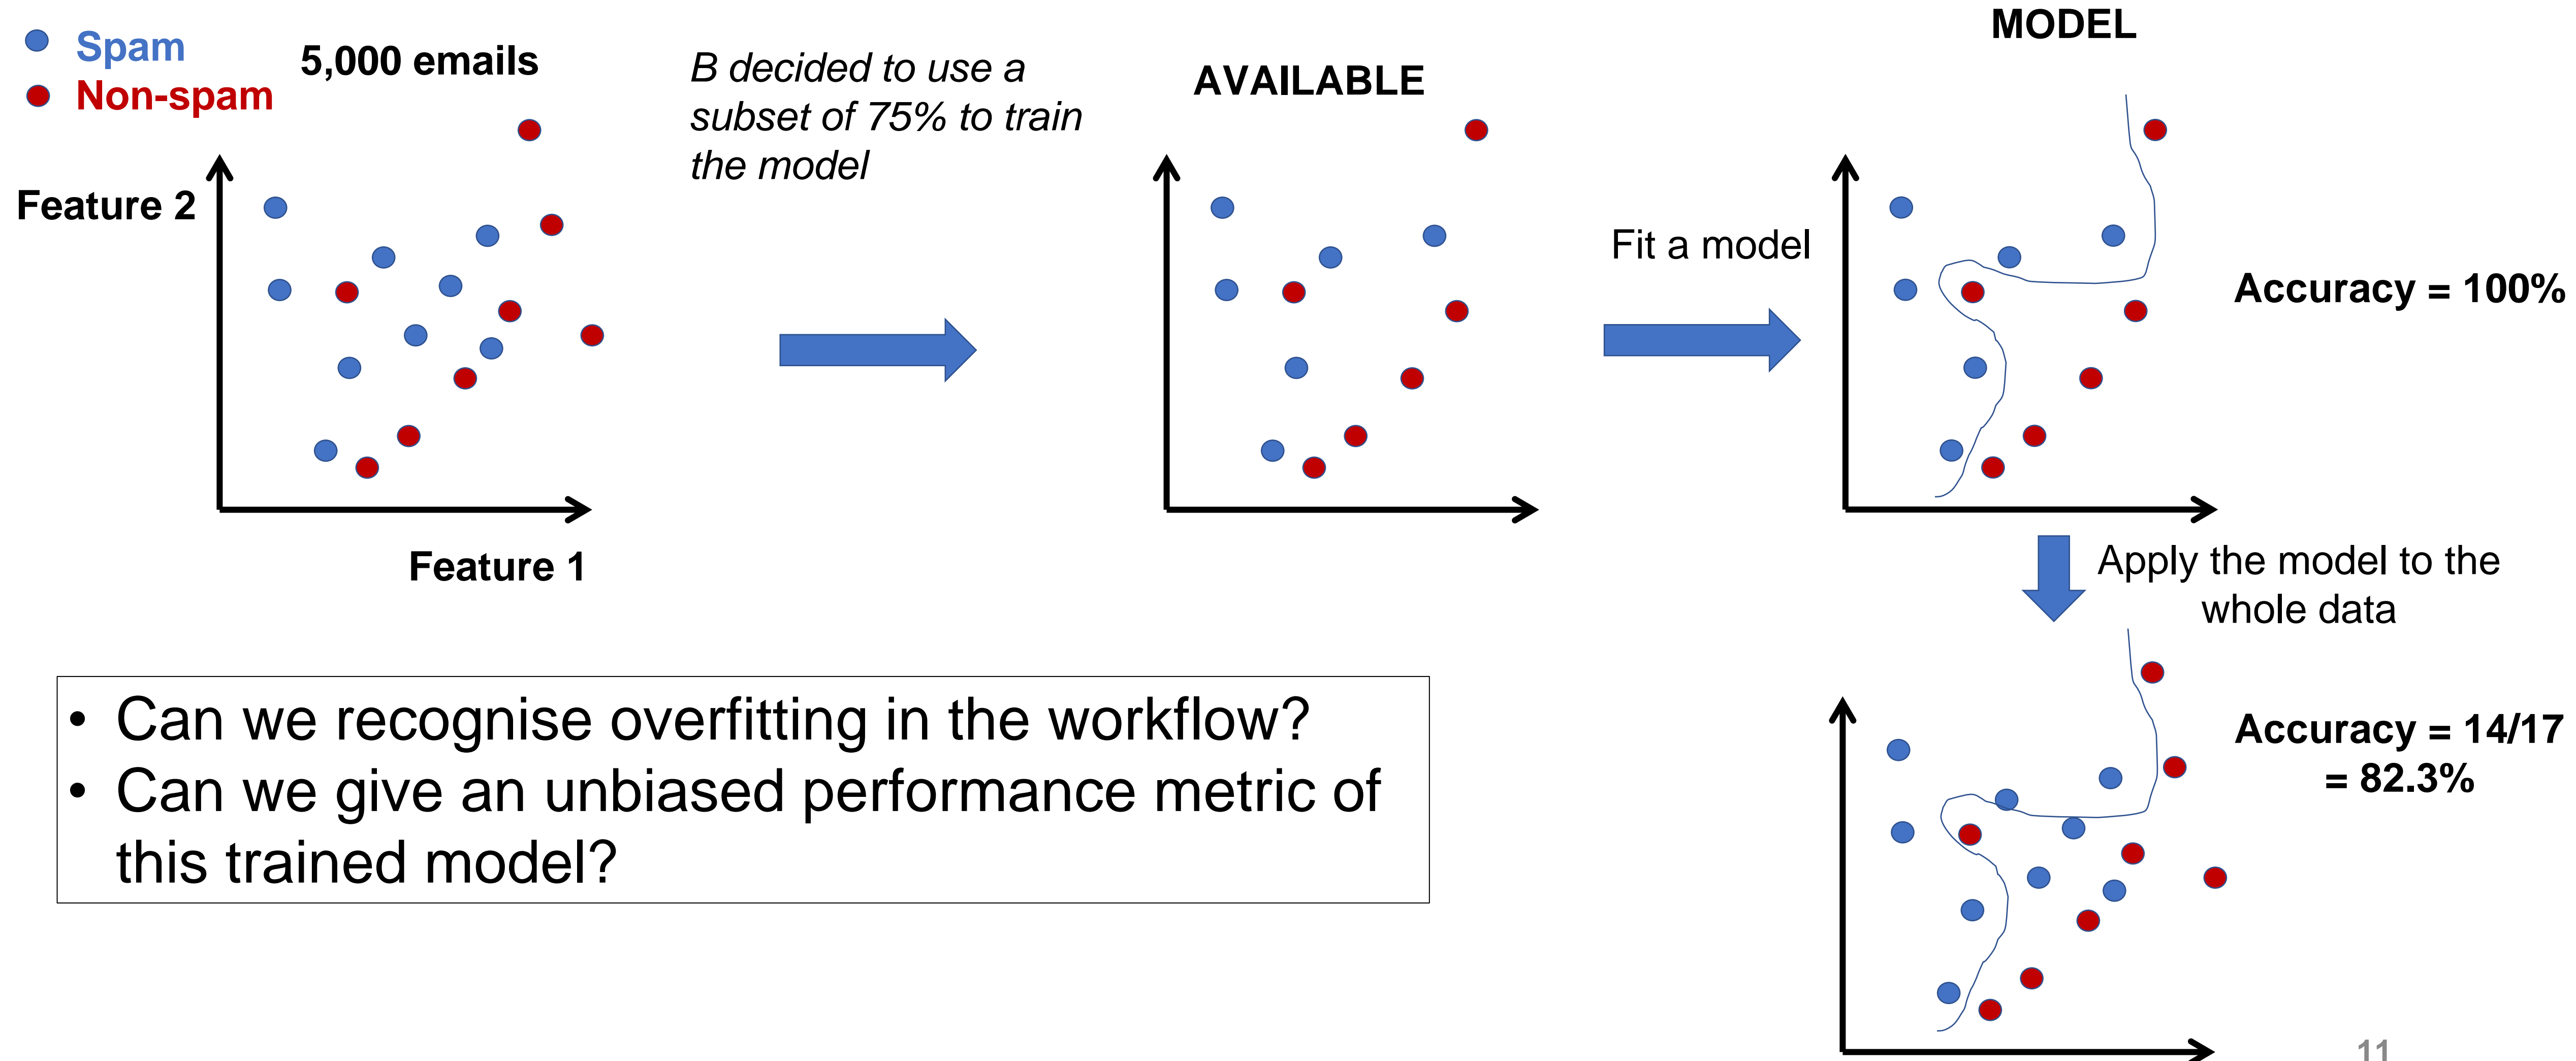 Spam
Non-spam
5,000 emails
Feature 2
Feature 1
B decided to use a
subset of 75% to train
the model
AVAILABLE
Fit a model
MODEL
Accuracy = 100%
Apply the model to the
whole data
Accuracy = 14/17
= 82.3%
• Can we recognise overfitting in the workflow?
• Can we give an unbiased performance metric of
this trained model?
11